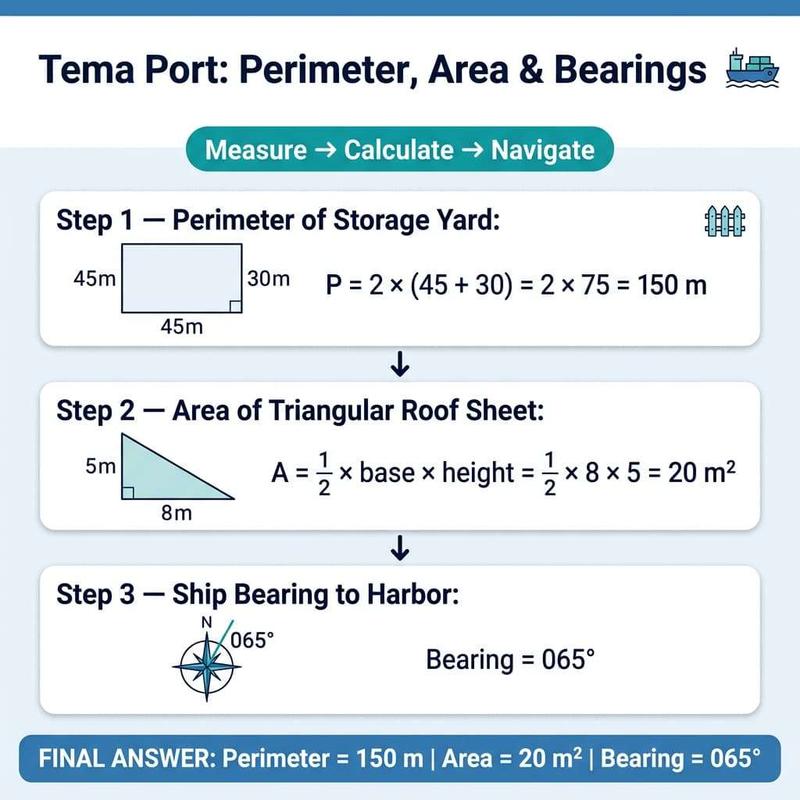 Tema Port: Perimeter, Area & Bearings
Measure → Calculate → Navigate
Step 1 — Perimeter of Storage Yard:
45m
30m
45m
P = 2 × (45 + 30) = 2 × 75 = 150 m
Step 2 — Area of Triangular Roof Sheet:
5m
8m
A = 1/2 × base × height = 1/2 × 8 × 5 = 20 m²
Step 3 — Ship Bearing to Harbor:
N
065°
Bearing = 065°
FINAL ANSWER: Perimeter = 150 m | Area = 20 m² | Bearing = 065°